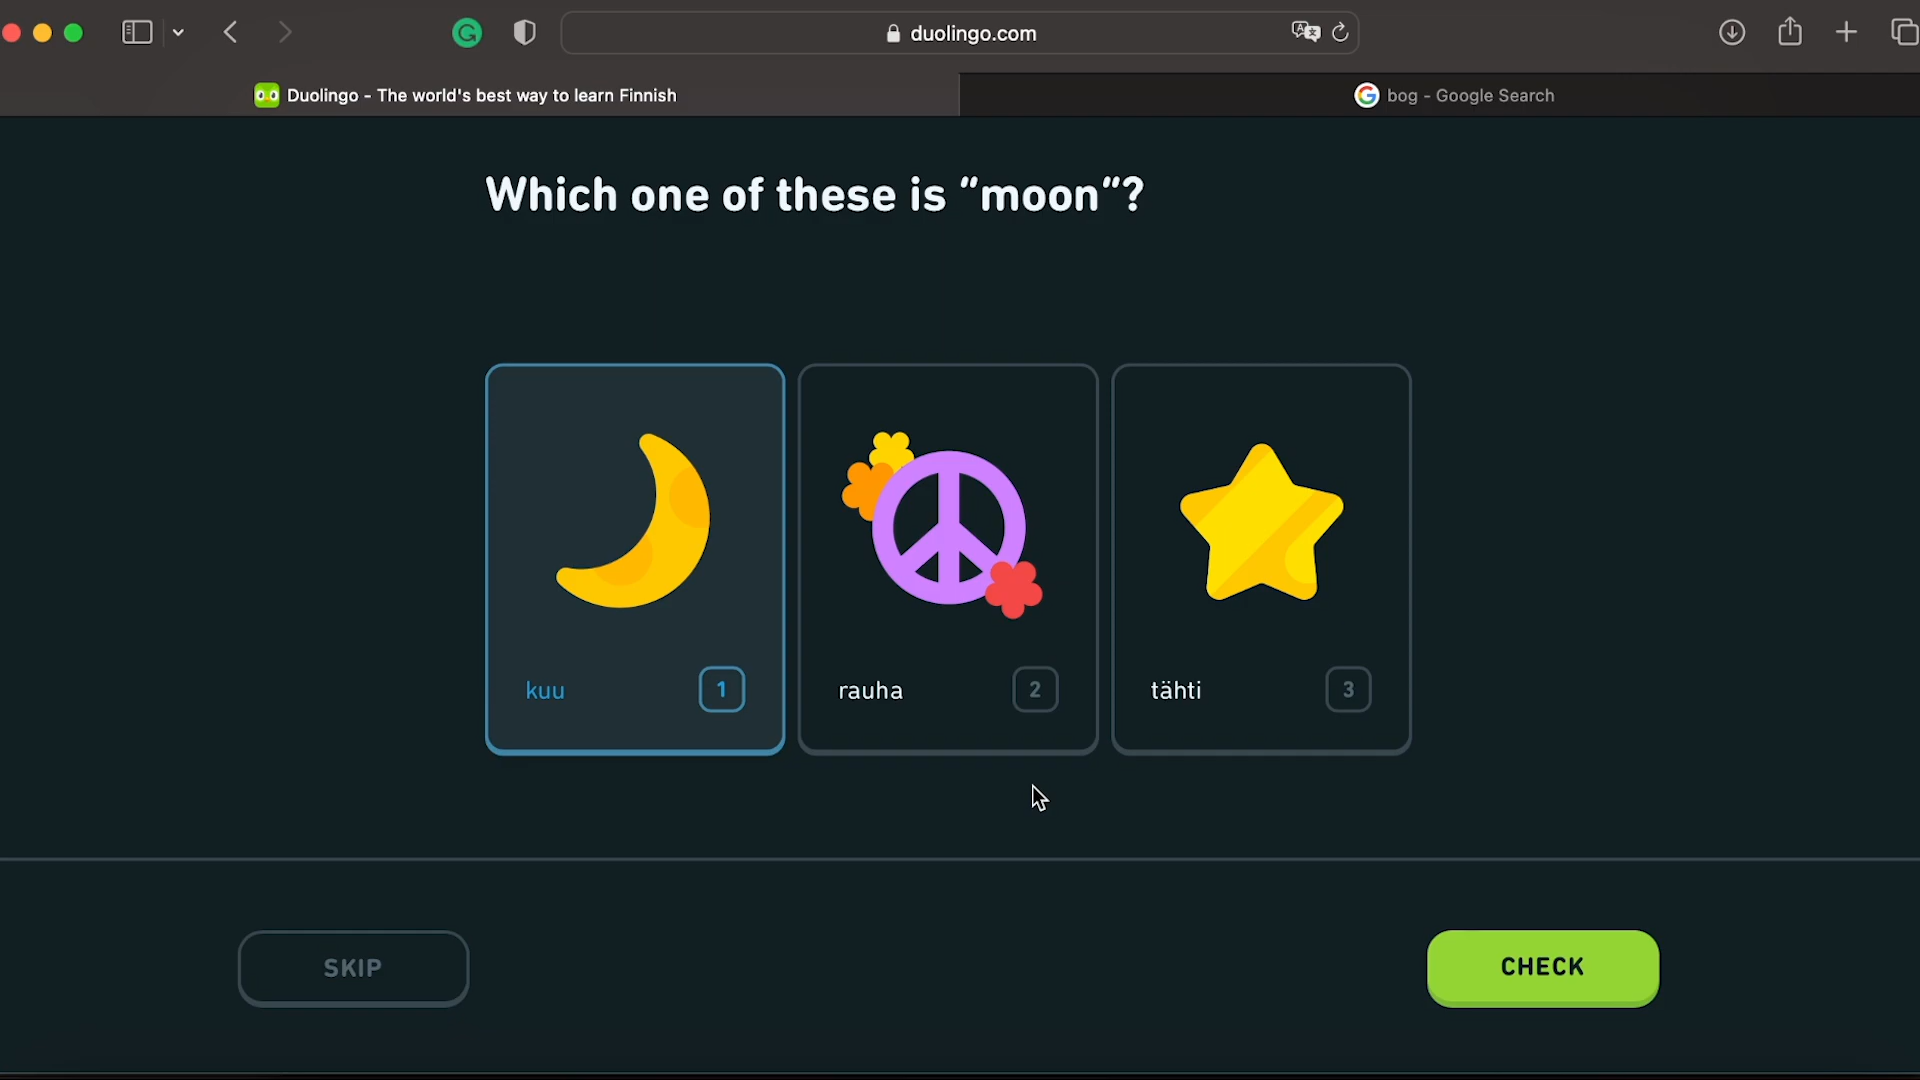 duolingo.com
Duolingo - The world's best way to learn Finnish
bog - Google Search
Which one of these is “moon”?
kuu 1
rauha 2
tähti 3
SKIP
CHECK